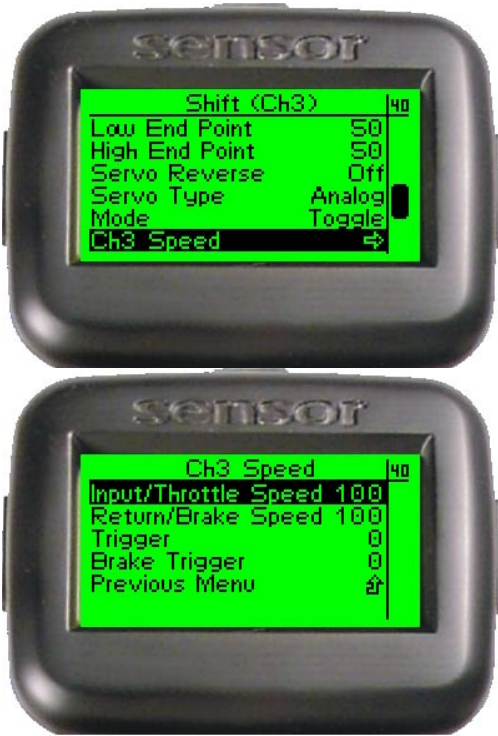 sensor
Shift (Ch3) 40
Low End Point 50
High End Point 50
Servo Reverse Off
Servo Type Analog
Mode Toggle
Ch3 Speed ⇨
sensor
Ch3 Speed 40
Input/Throttle Speed 100
Return/Brake Speed 100
Trigger 0
Brake Trigger 0
Previous Menu